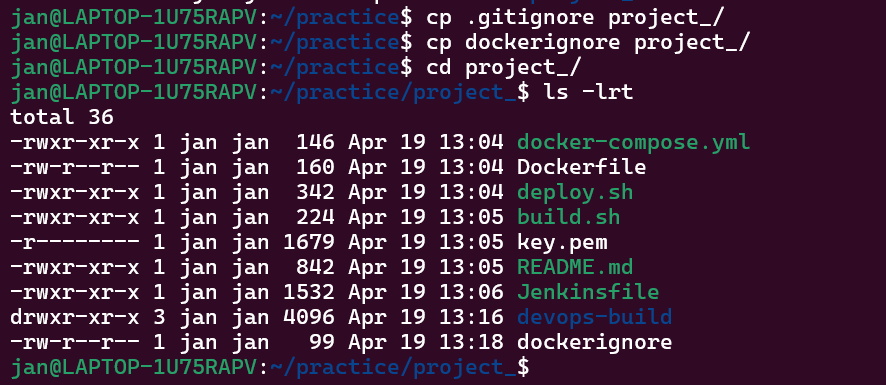 jan@LAPTOP-1U75RAPV:~/practice$ cp .gitignore project_/
jan@LAPTOP-1U75RAPV:~/practice$ cp dockerignore project_/
jan@LAPTOP-1U75RAPV:~/practice$ cd project_/
jan@LAPTOP-1U75RAPV:~/practice/project_$ ls -lrt
total 36
-rwxr-xr-x 1 jan jan  146 Apr 19 13:04 docker-compose.yml
-rw-r--r-- 1 jan jan  160 Apr 19 13:04 Dockerfile
-rwxr-xr-x 1 jan jan  342 Apr 19 13:04 deploy.sh
-rwxr-xr-x 1 jan jan  224 Apr 19 13:05 build.sh
-r-------- 1 jan jan 1679 Apr 19 13:05 key.pem
-rwxr-xr-x 1 jan jan  842 Apr 19 13:05 README.md
-rwxr-xr-x 1 jan jan 1532 Apr 19 13:06 Jenkinsfile
drwxr-xr-x 3 jan jan 4096 Apr 19 13:16 devops-build
-rw-r--r-- 1 jan jan   99 Apr 19 13:18 dockerignore
jan@LAPTOP-1U75RAPV:~/practice/project_$